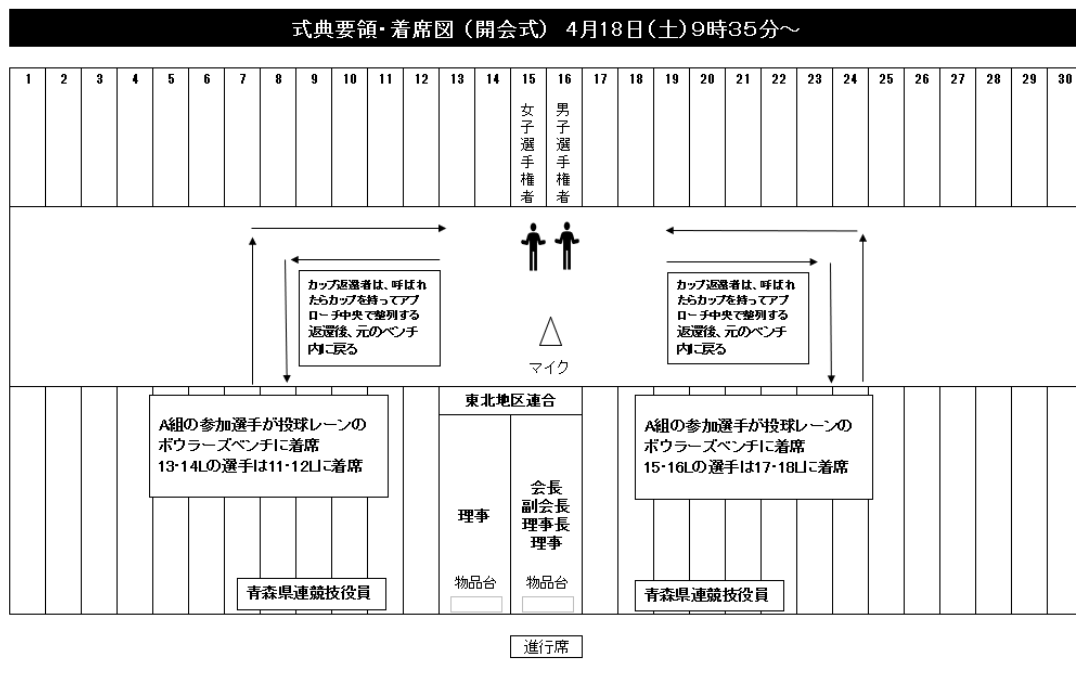 式典要領・着席図（開会式） 4月18日(土)9時35分～
1 2 3 4 5 6 7 8 9 10 11 12 13 14 15 16 17 18 19 20 21 22 23 24 25 26 27 28 29 30
女子選手権者
男子選手権者
カップ返還者は、呼ばれ
たらカップを持ってアプ
ローチ中央で整列する
返還後、元のベンチ
内に戻る
カップ返還者は、呼ばれ
たらカップを持ってアプ
ローチ中央で整列する
返還後、元のベンチ
内に戻る
マイク
東北地区連合
A組の参加選手が投球レーンの
ボウラーズベンチに着席
13・14Lの選手は11・12Lに着席
A組の参加選手が投球レーンの
ボウラーズベンチに着席
15・16Lの選手は17・18Lに着席
理事
会長
副会長
理事長
理事
物品台
物品台
青森県連競技役員
青森県連競技役員
進行席